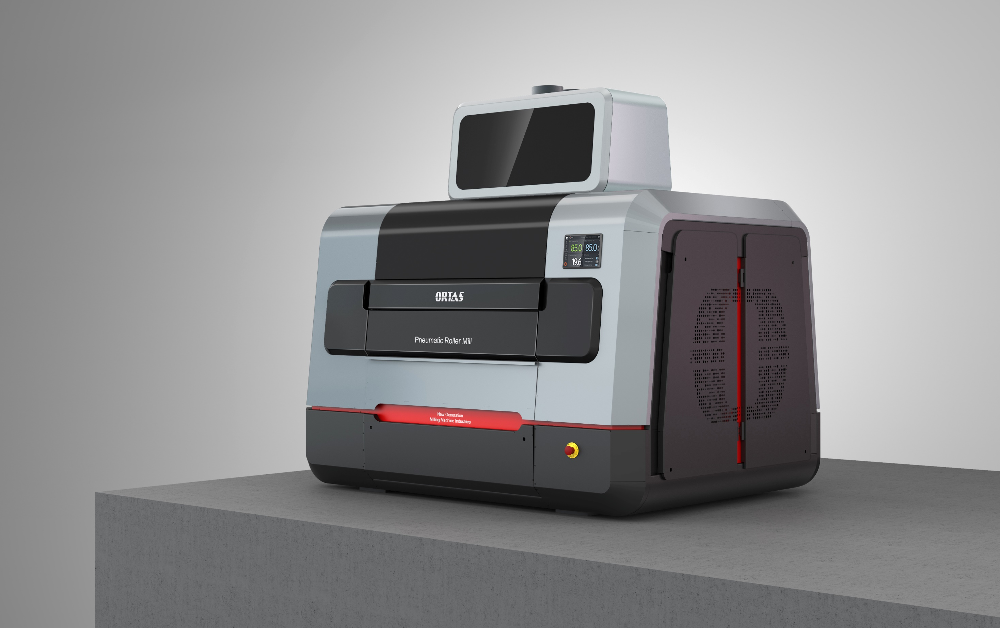 85.0 85.0
19.6
ORTAS
Pneumatic Roller Mill
New Generation
Milling Machine Industries